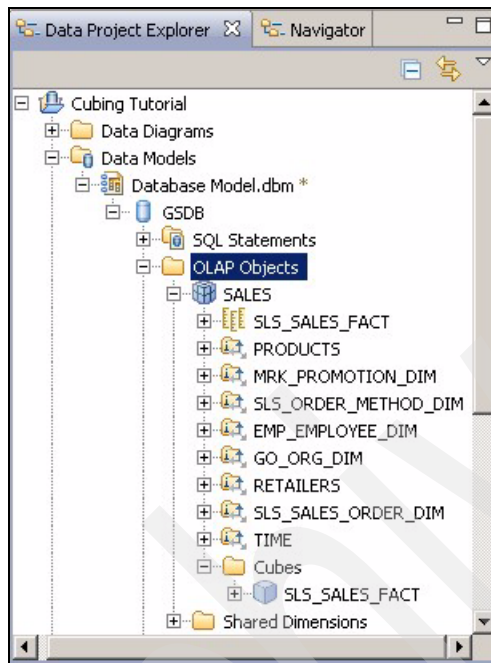 Data Project Explorer
Navigator
Cubing Tutorial
Data Diagrams
Data Models
Database Model.dbm *
GSDB
SQL Statements
OLAP Objects
SALES
SLS_SALES_FACT
PRODUCTS
MRK_PROMOTION_DIM
SLS_ORDER_METHOD_DIM
EMP_EMPLOYEE_DIM
GO_ORG_DIM
RETAILERS
SLS_SALES_ORDER_DIM
TIME
Cubes
SLS_SALES_FACT
Shared Dimensions